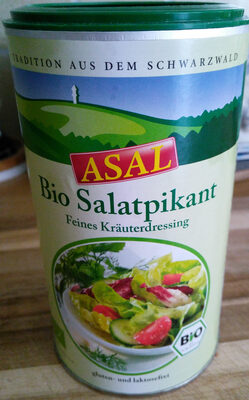 TRADITION AUS DEM SCHWARZWALD
ASAL
Bio Salatpikant
Feines Kräuterdressing
BIO
gluten- und laktosefrei